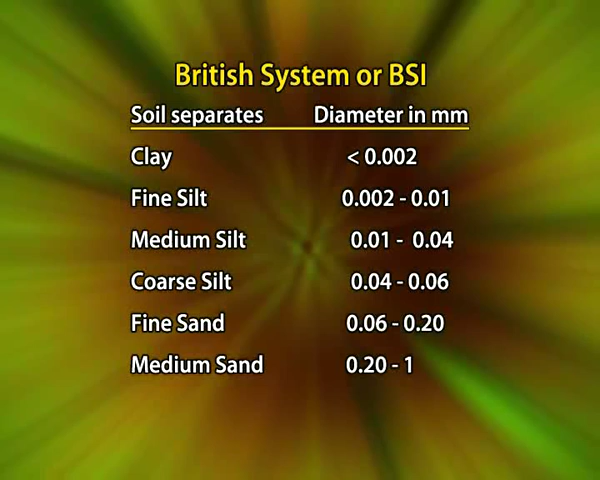 British System or BSI
Soil separates Diameter in mm
Clay < 0.002
Fine Silt 0.002 - 0.01
Medium Silt 0.01 - 0.04
Coarse Silt 0.04 - 0.06
Fine Sand 0.06 - 0.20
Medium Sand 0.20 - 1